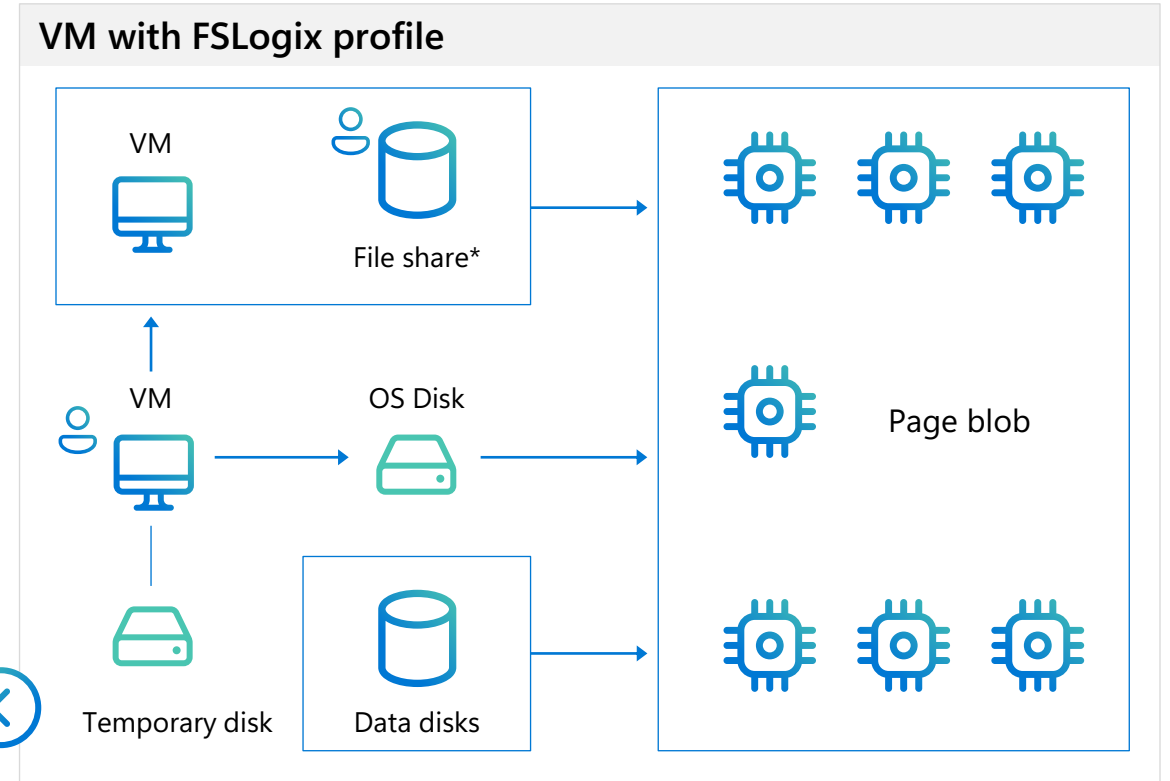 VM with FSLogix profile
VM
File share*
VM
OS Disk
Page blob
Temporary disk
Data disks